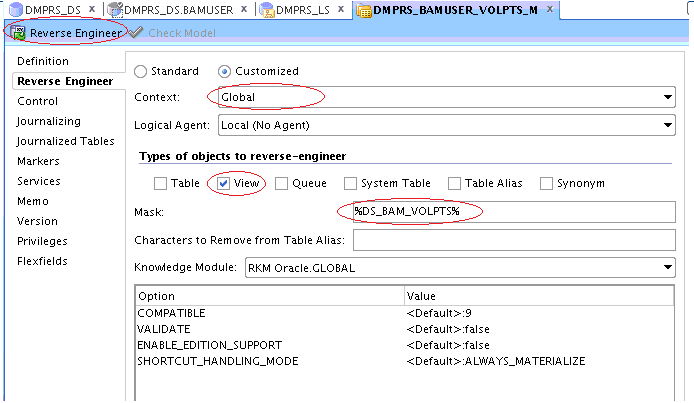 DMPRS_DS x DMPRS_DS.BAMUSER x DMPRS_LS x DMPRS_BAMUSER_VOLPTS_M x
Reverse Engineer Check Model
Definition
Reverse Engineer
Control
Journalizing
Journalized Tables
Markers
Services
Memo
Version
Privileges
Flexfields
Standard Customized
Context: Global
Logical Agent: Local (No Agent)
Types of objects to reverse-engineer
Table View Queue System Table Table Alias Synonym
Mask: %DS_BAM_VOLPTS%
Characters to Remove from Table Alias:
Knowledge Module: RKM Oracle.GLOBAL
Option Value
COMPATIBLE <Default>:9
VALIDATE <Default>:false
ENABLE_EDITION_SUPPORT <Default>:false
SHORTCUT_HANDLING_MODE <Default>:ALWAYS_MATERIALIZE